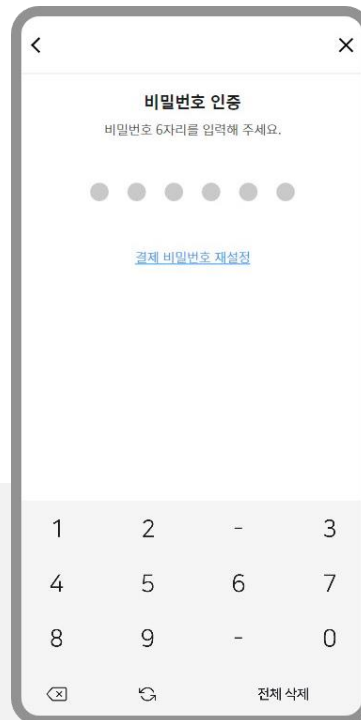 비밀번호 인증
비밀번호 6자리를 입력해 주세요.
결제 비밀번호 재설정
1 2 - 3
4 5 6 7
8 9 - 0
전체 삭제